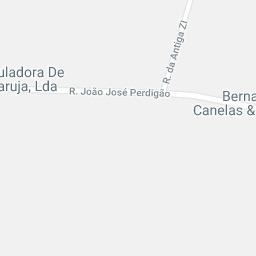 R. da Antiga ZI
uladora De
aruja, Lda
R. João José Perdigão
Berna
Canelas &